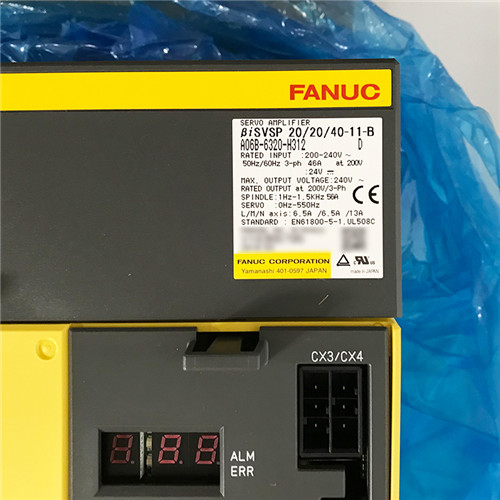 FANUC
SERVO AMPLIFIER
βiSVSP 20/20/40-11-B
A06B-6320-H312 D
RATED INPUT :200-240V~
50Hz/60Hz 3-ph 46A at 200V
:24V⎓
MAX. OUTPUT VOLTAGE:240V~
RATED OUTPUT at 200V/3-Ph
SPINDLE:1Hz-1.5KHz 56A
SERVO :0Hz-550Hz
L/M/N axis:6.5A /6.5A /13A
STANDARD : EN61800-5-1.UL508C
CE
FANUC CORPORATION
Yamanashi 401-0597 JAPAN
MADE IN JAPAN
CX3/CX4
ALM
ERR